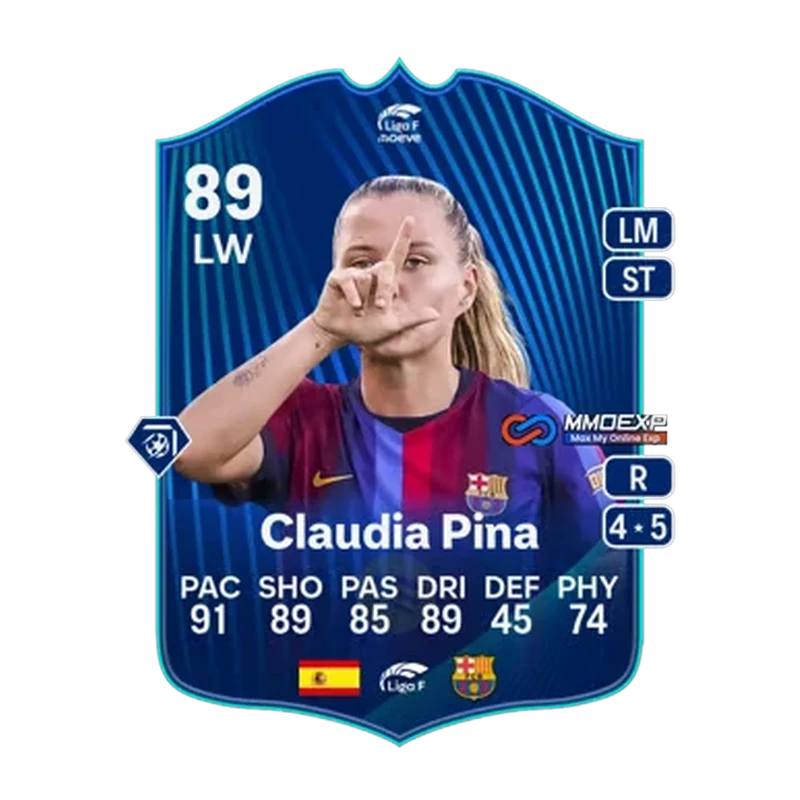 Liga F
moeve
89
LW
LM
ST
MMOEXP
Max My Online Exp
R
4 ★ 5
Claudia Pina
PAC SHO PAS DRI DEF PHY
91 89 85 89 45 74
Liga F